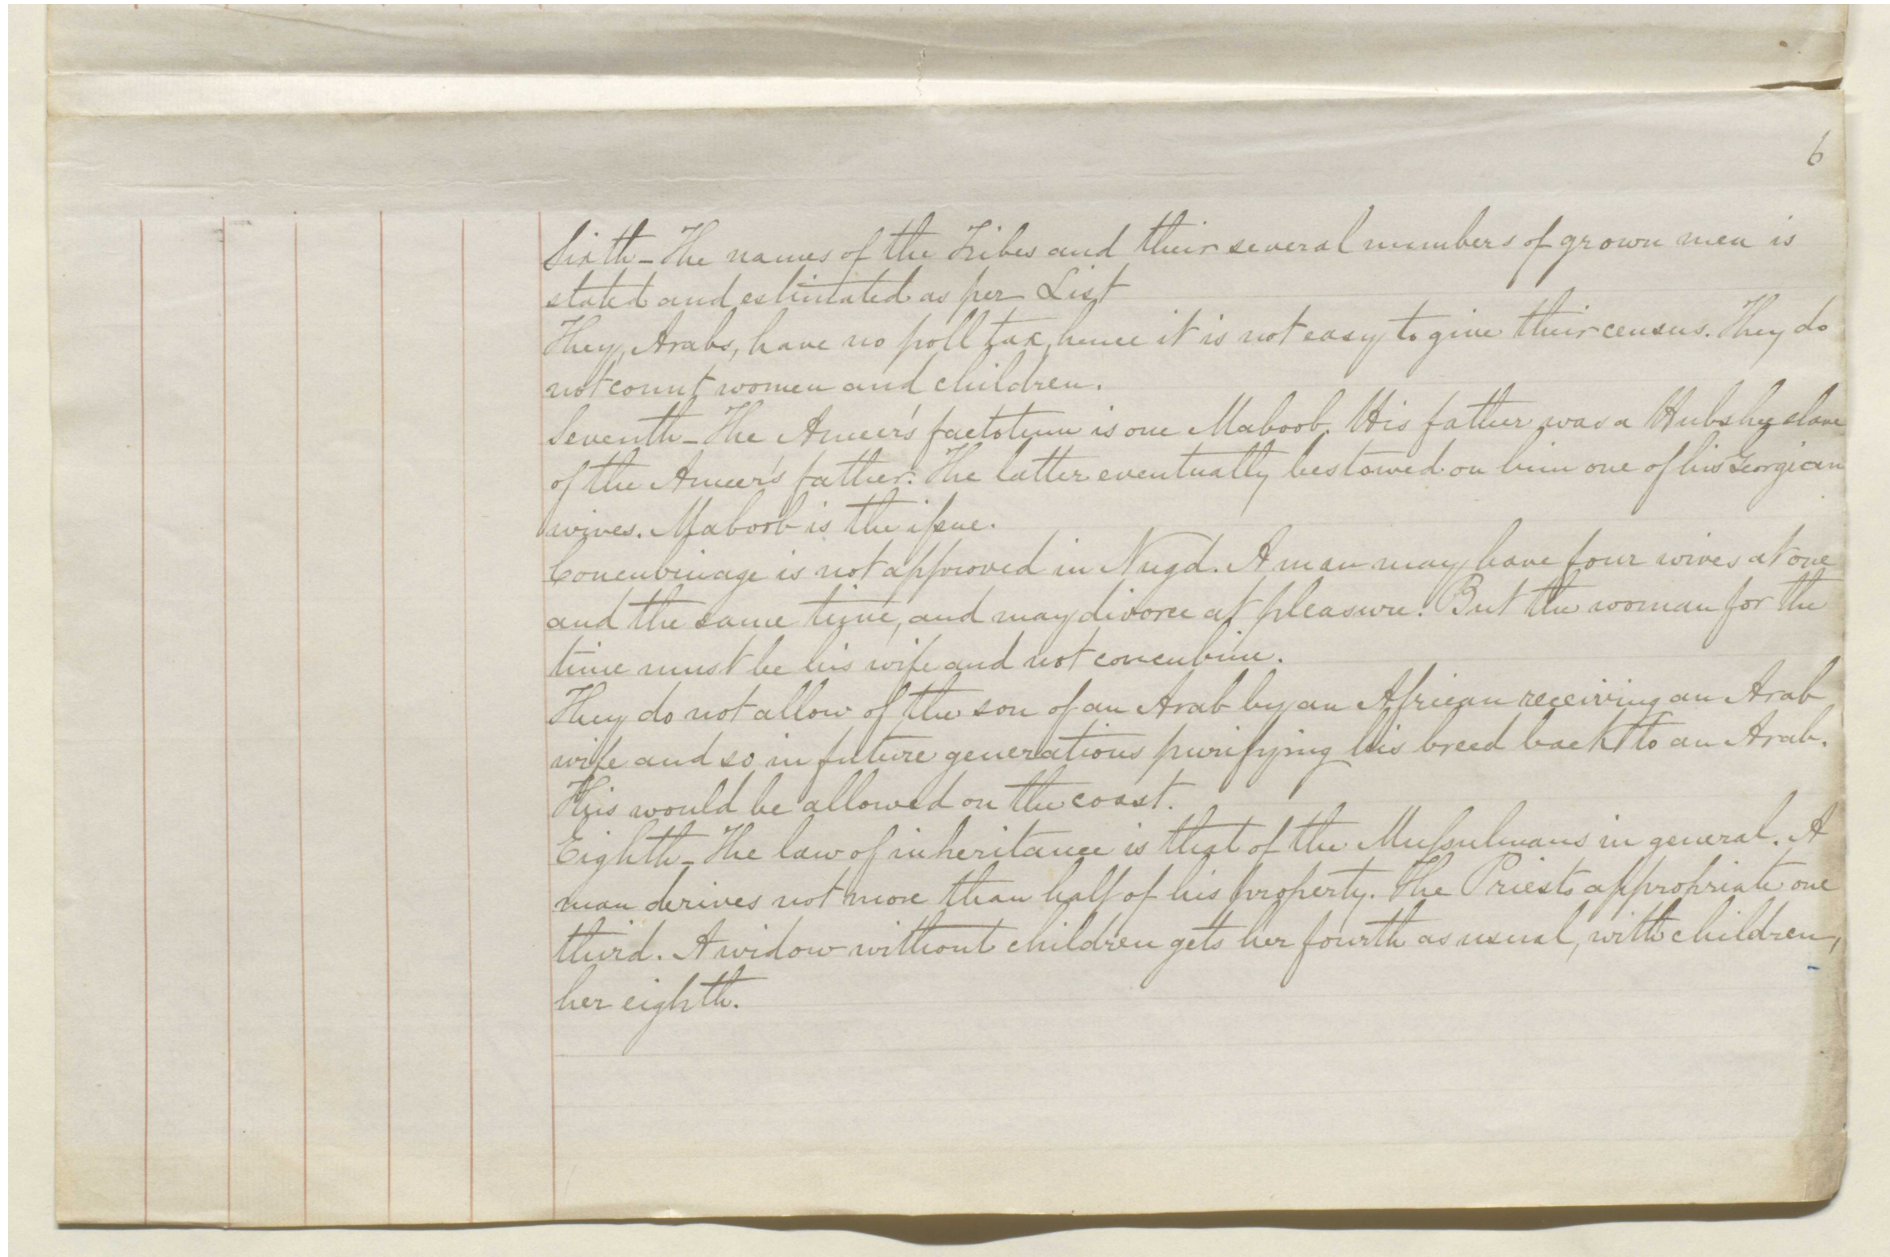 6
Sixth - The names of the Tribes and their several numbers of grown men is
stated and estimated as per List
They, Arabs, have no poll tax, hence it is not easy to give their census. They do
not count women and children.
Seventh - The Ameer's factotum is one Maboob. His father was a Hubshy slave
of the Ameer's father. The latter eventually bestowed on him one of his Georgian
wives. Maboob is the issue.
Concubinage is not approved in Nugd. A man may have four wives at one
and the same time, and may divorce at pleasure. But the woman for the
time must be his wife and not concubine.
They do not allow of the son of an Arab by an African receiving an Arab
wife and so in future generations purifying his breed back to an Arab.
This would be allowed on the coast.
Eighth - The law of inheritance is that of the Mussulmans in general. A
man derives not more than half of his property. The Priests appropriate one
third. A widow without children gets her fourth as usual, with children,
her eighth.